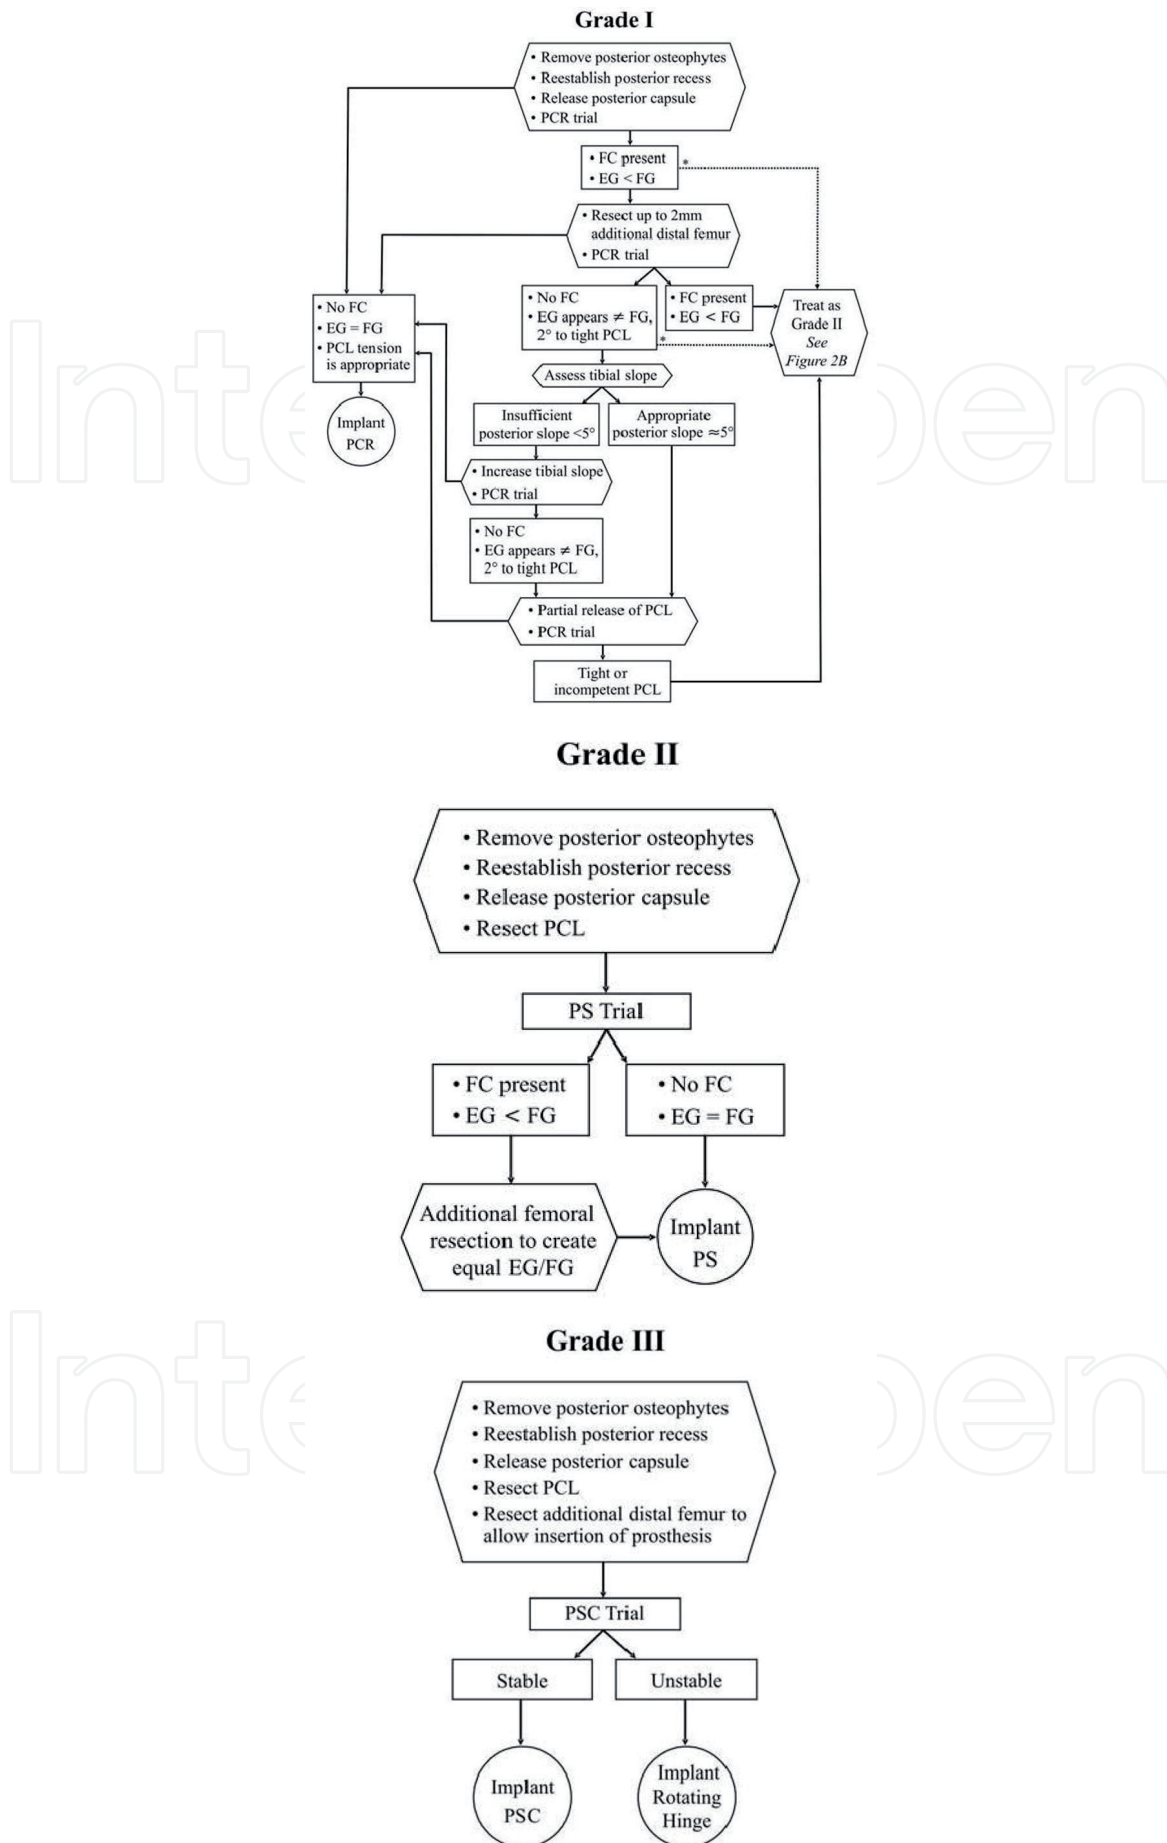 Grade I
• Remove posterior osteophytes
• Reestablish posterior recess
• Release posterior capsule
• PCR trial
• FC present
• EG < FG
*
• Resect up to 2mm
additional distal femur
• PCR trial
• No FC
• EG = FG
• PCL tension
is appropriate
• No FC
• EG appears ≠ FG,
2° to tight PCL
*
• FC present
• EG < FG
Treat as
Grade II
See
Figure 2B
Assess tibial slope
Implant
PCR
Insufficient
posterior slope <5°
Appropriate
posterior slope ≈5°
• Increase tibial slope
• PCR trial
• No FC
• EG appears ≠ FG,
2° to tight PCL
• Partial release of PCL
• PCR trial
Tight or
incompetent PCL
Grade II
• Remove posterior osteophytes
• Reestablish posterior recess
• Release posterior capsule
• Resect PCL
PS Trial
• FC present
• EG < FG
• No FC
• EG = FG
Additional femoral
resection to create
equal EG/FG
Implant
PS
Grade III
• Remove posterior osteophytes
• Reestablish posterior recess
• Release posterior capsule
• Resect PCL
• Resect additional distal femur to
allow insertion of prosthesis
PSC Trial
Stable
Unstable
Implant
PSC
Implant
Rotating
Hinge